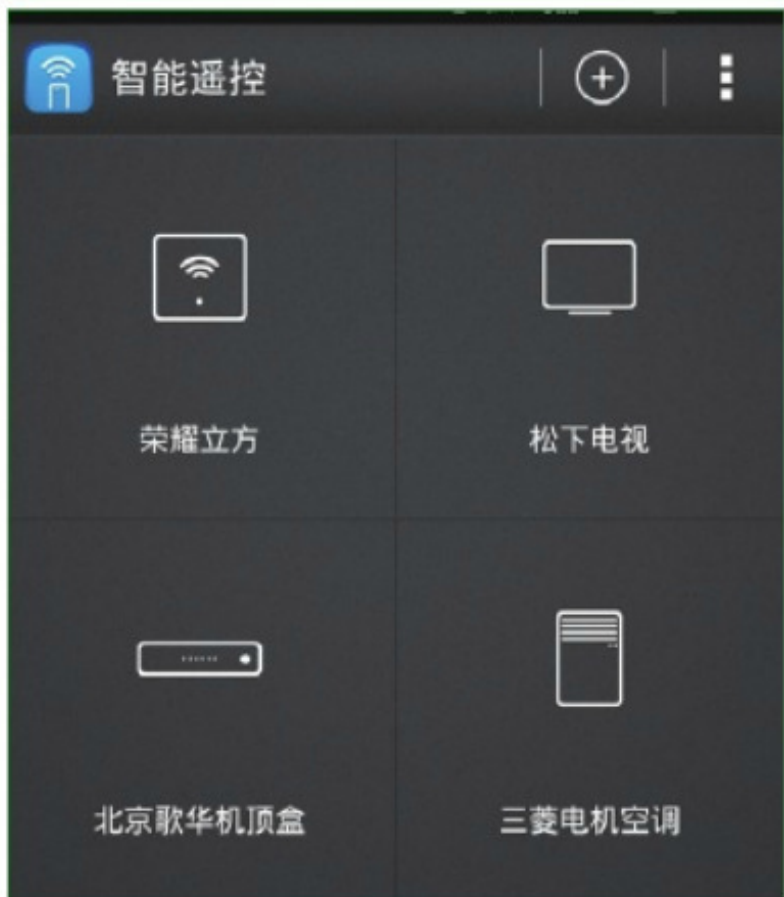 智能遥控
荣耀立方
松下电视
北京歌华机顶盒
三菱电机空调